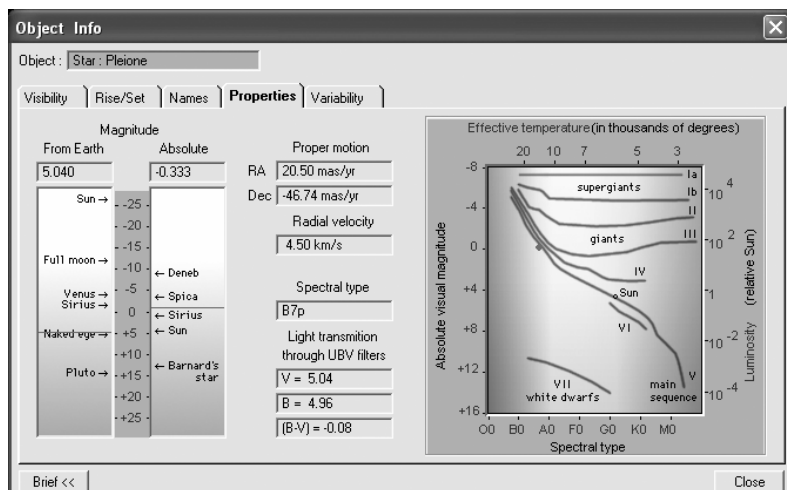 Object Info
Object : Star : Pleione
Visibility Rise/Set Names Properties Variability
Magnitude
From Earth Absolute
5.040 -0.333
Sun →
Full moon →
Venus →
Sirius →
Naked eye →
Pluto →
-25
-20
-15
-10
-5
0
+5
+10
+15
+20
+25
← Deneb
← Spica
← Sirius
← Sun
← Barnard's
star
Proper motion
RA 20.50 mas/yr
Dec -46.74 mas/yr
Radial velocity
4.50 km/s
Spectral type
B7p
Light transmition
through UBV filters
V = 5.04
B = 4.96
(B-V) = -0.08
Effective temperature (in thousands of degrees)
20 10 7 5 3
Absolute visual magnitude
-8
-4
0
+4
+8
+12
+16
Ia
supergiants
Ib
II
giants
III
IV
Sun
VI
V
VII
white dwarfs
main
sequence
10 4
10 2
1
10 -2
10 -4
Luminosity (relative Sun)
O0 B0 A0 F0 G0 K0 M0
Spectral type
Brief << Close